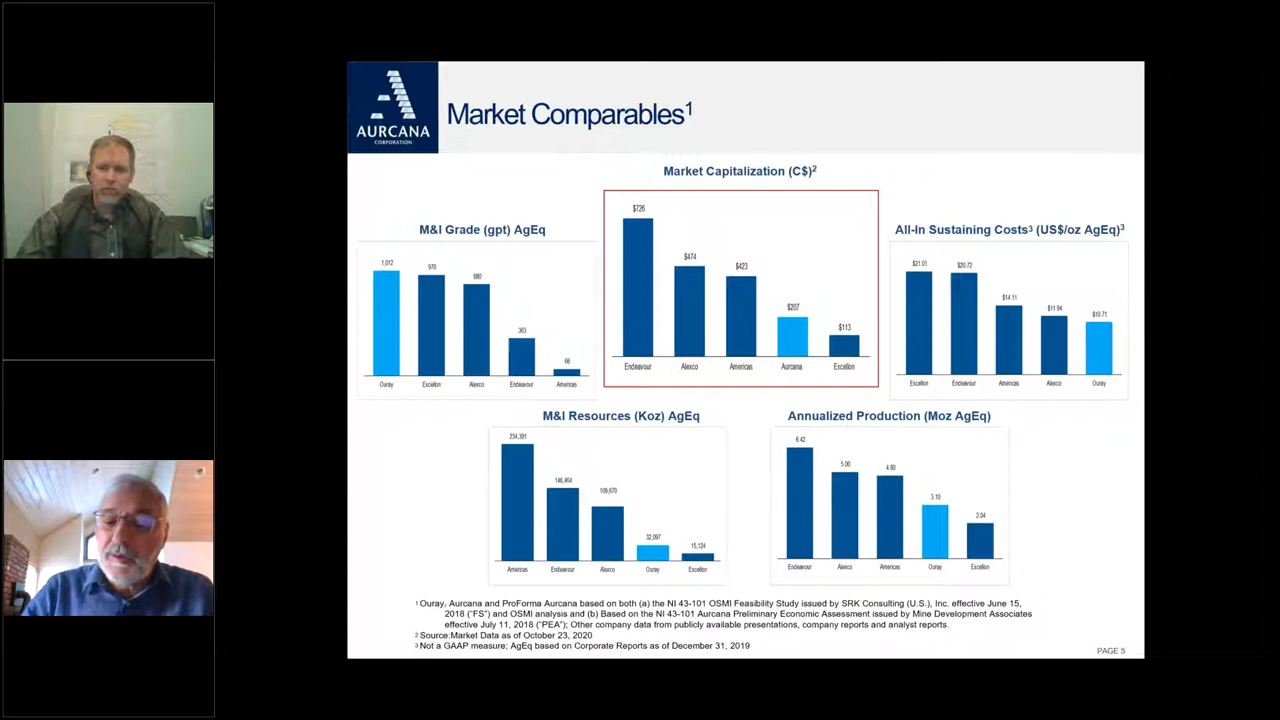 AURCANA
CORPORATION
Market Comparables¹
Market Capitalization (C$)²
$726
$474
$423
$207
$113
Endeavour Alexco Americas Aurcana Excellon
M&I Grade (gpt) AgEq
1,012
970
880
363
66
Ouray Excellon Alexco Endeavour Americas
All-In Sustaining Costs³ (US$/oz AgEq)³
$21.01
$20.72
$14.11
$11.94
$10.71
Excellon Endeavour Americas Alexco Ouray
M&I Resources (Koz) AgEq
234,391
146,464
109,670
32,097
15,124
Americas Endeavour Alexco Ouray Excellon
Annualized Production (Moz AgEq)
6.42
5.00
4.80
3.10
2.04
Endeavour Alexco Americas Ouray Excellon
¹ Ouray, Aurcana and ProForma Aurcana based on both (a) the NI 43-101 OSMI Feasibility Study issued by SRK Consulting (U.S.), Inc. effective June 15,
2018 ("FS") and OSMI analysis and (b) Based on the NI 43-101 Aurcana Preliminary Economic Assessment issued by Mine Development Associates
effective July 11, 2018 ("PEA"); Other company data from publicly available presentations, company reports and analyst reports.
² Source:Market Data as of October 23, 2020
³ Not a GAAP measure; AgEq based on Corporate Reports as of December 31, 2019
PAGE 5